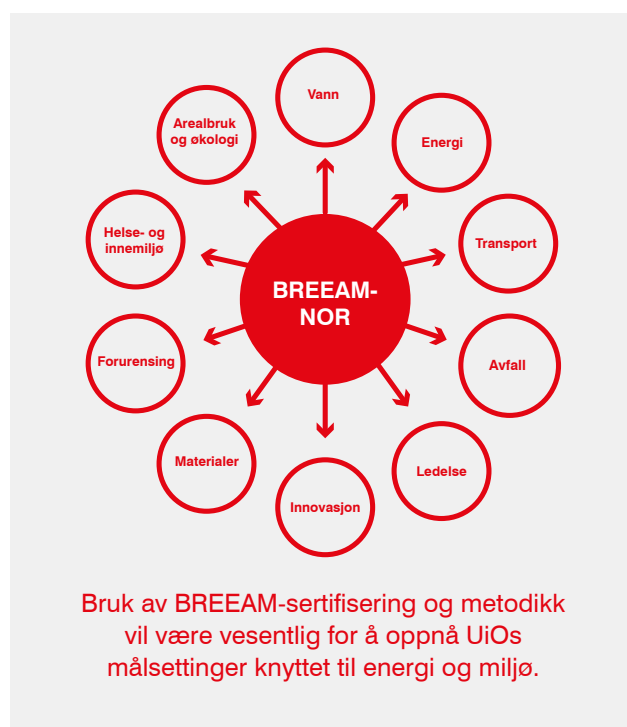 Vann
Energi
Transport
Avfall
Ledelse
Innovasjon
Materialer
Forurensing
Helse- og
innemiljø
Arealbruk
og økologi
BREEAM-
NOR
Bruk av BREEAM-sertifisering og metodikk
vil være vesentlig for å oppnå UiOs
målsettinger knyttet til energi og miljø.